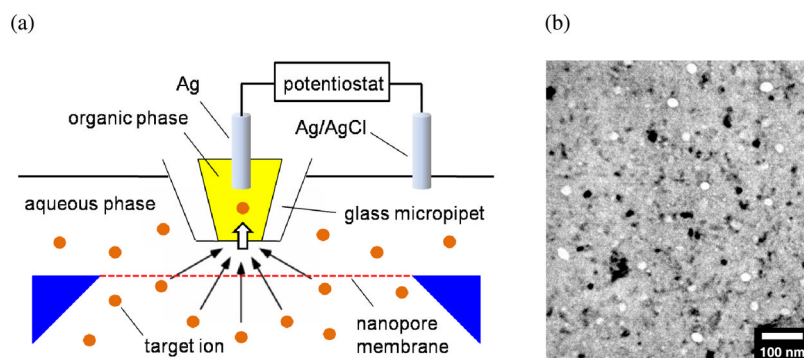 (a)
(b)
potentiostat
Ag
organic phase
Ag/AgCl
aqueous phase
glass micropipet
nanopore
membrane
target ion
100 nm